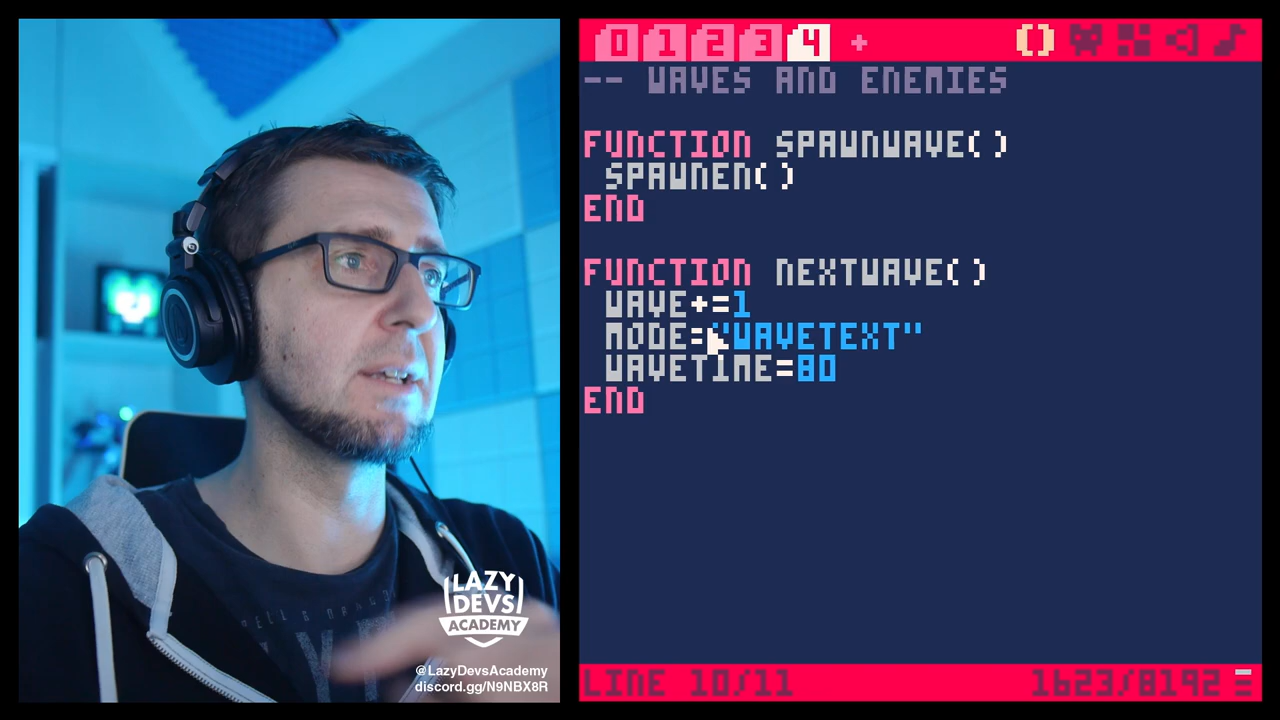 0 1 2 3 4 +
-- WAVES AND ENEMIES
FUNCTION SPAWNWAVE()
SPAWNEN()
END
FUNCTION NEXTWAVE()
WAVE+=1
MODE="WAVETEXT"
WAVETIME=80
END
LINE 10/11
1623/8192
LAZY
DEVS
ACADEMY
@LazyDevsAcademy
discord.gg/N9NBX8R